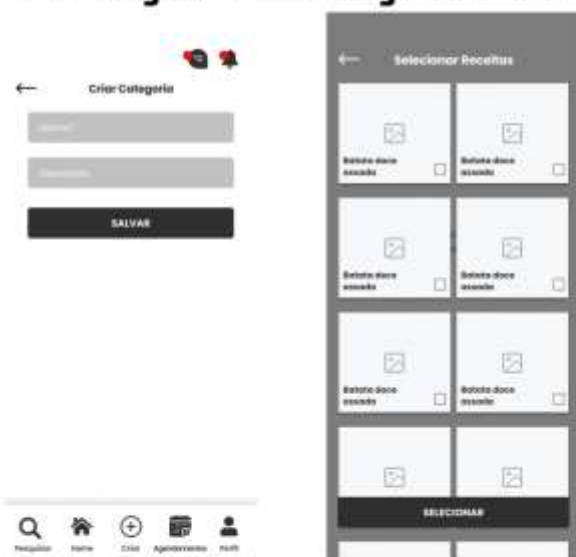 Criar Categoria
SALVAR
Pesquisar
Home
Criar
Agendamentos
Perfil
Selecionar Receitas
Batata doce
assada
Batata doce
assada
Batata doce
assada
Batata doce
assada
Batata doce
assada
Batata doce
assada
SELECIONAR